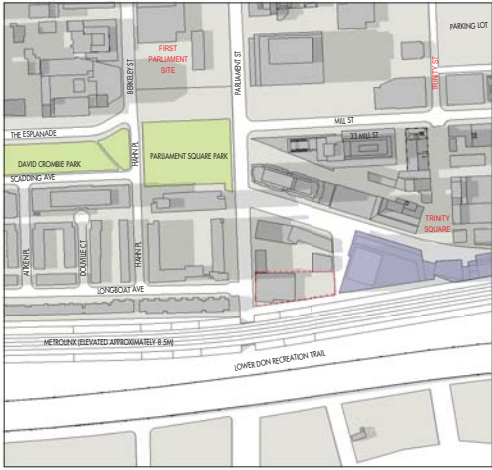 PARKING LOT
FIRST
PARLIAMENT
SITE
BERKELEY ST
PARLIAMENT ST
TRINITY ST
MILL ST
THE ESPLANADE
33 MILL ST
HAHN PL
PARLIAMENT SQUARE PARK
DAVID CROMBIE PARK
SCADDING AVE
TRINITY
SQUARE
AITKEN PL
DOUVILLE CT
HAHN PL
LONGBOAT AVE
METROLINX (ELEVATED APPROXIMATELY 8.5M)
LOWER DON RECREATION TRAIL